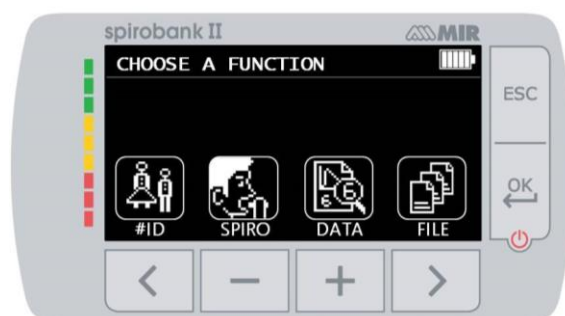 spirobank II
MIR
CHOOSE A FUNCTION
ESC
OK
#ID
SPIRO
DATA
FILE